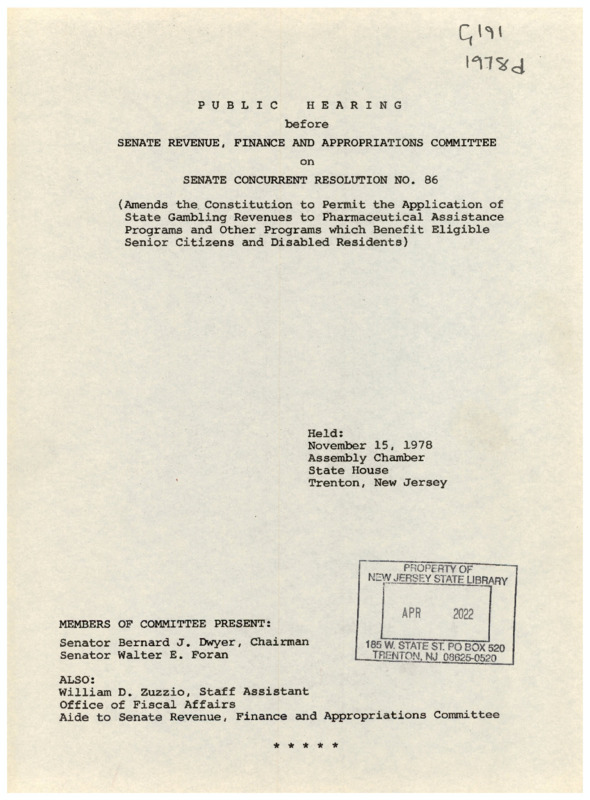 G191
1978d
PUBLIC HEARING
before
SENATE REVENUE, FINANCE AND APPROPRIATIONS COMMITTEE
on
SENATE CONCURRENT RESOLUTION NO. 86
(Amends the Constitution to Permit the Application of
State Gambling Revenues to Pharmaceutical Assistance
Programs and Other Programs which Benefit Eligible
Senior Citizens and Disabled Residents)
Held:
November 15, 1978
Assembly Chamber
State House
Trenton, New Jersey
PROPERTY OF
NEW JERSEY STATE LIBRARY
APR 2022
185 W. STATE ST. PO BOX 520
TRENTON, NJ 08625-0520
MEMBERS OF COMMITTEE PRESENT:
Senator Bernard J. Dwyer, Chairman
Senator Walter E. Foran
ALSO:
William D. Zuzzio, Staff Assistant
Office of Fiscal Affairs
Aide to Senate Revenue, Finance and Appropriations Committee
* * * * *